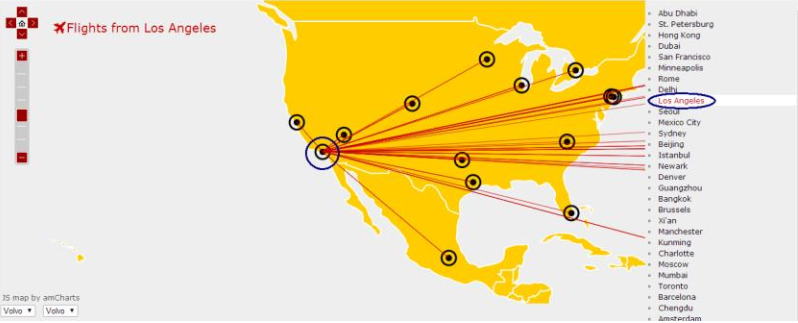 Flights from Los Angeles
Abu Dhabi
St. Petersburg
Hong Kong
Dubai
San Francisco
Minneapolis
Rome
Delhi
Los Angeles
Seoul
Mexico City
Sydney
Beijing
Istanbul
Newark
Denver
Guangzhou
Bangkok
Brussels
Xi'an
Manchester
Kunming
Charlotte
Moscow
Mumbai
Toronto
Barcelona
Chengdu
Amsterdam
JS map by amCharts
Volvo Volvo